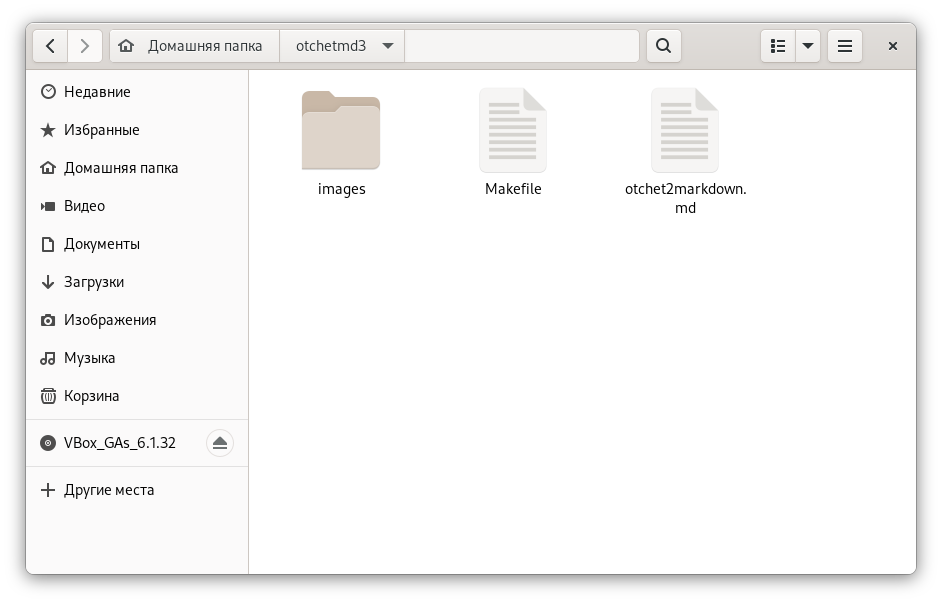 Домашняя папка
otchetmd3
Недавние
Избранные
Домашняя папка
Видео
Документы
Загрузки
Изображения
Музыка
Корзина
VBox_GAs_6.1.32
Другие места
images
Makefile
otchet2markdown.
md